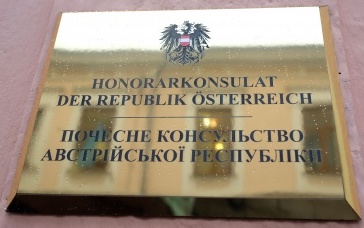 HONORARKONSULAT
DER REPUBLIK ÖSTERREICH
ПОЧЕСНЕ КОНСУЛЬСТВО
АВСТРІЙСЬКОЇ РЕСПУБЛІКИ